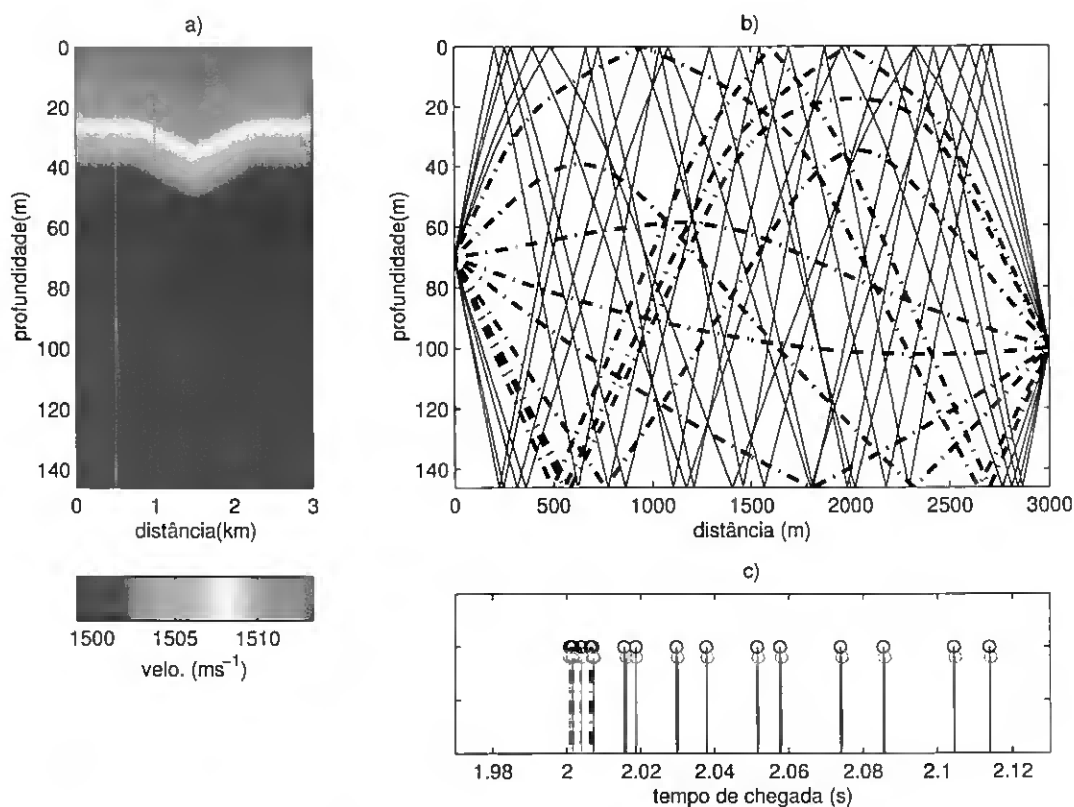 a)
0
20
40
60
80
100
120
140
profundidade(m)
0 1 2 3
distância(km)
1500 1505 1510
velo. (ms⁻¹)
b)
0
20
40
60
80
100
120
140
profundidade(m)
0 500 1000 1500 2000 2500 3000
distância (m)
c)
1.98 2 2.02 2.04 2.06 2.08 2.1 2.12
tempo de chegada (s)